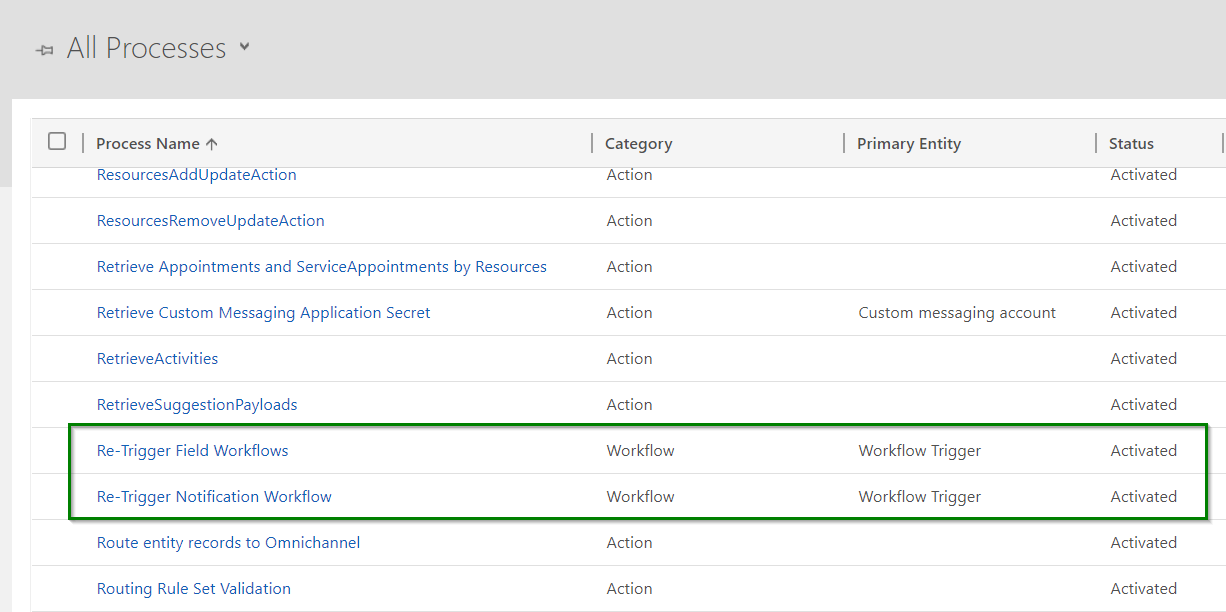 All Processes
Process Name Category Primary Entity Status
ResourcesAddUpdateAction Action Activated
ResourcesRemoveUpdateAction Action Activated
Retrieve Appointments and ServiceAppointments by Resources Action Activated
Retrieve Custom Messaging Application Secret Action Custom messaging account Activated
RetrieveActivities Action Activated
RetrieveSuggestionPayloads Action Activated
Re-Trigger Field Workflows Workflow Workflow Trigger Activated
Re-Trigger Notification Workflow Workflow Workflow Trigger Activated
Route entity records to Omnichannel Action Activated
Routing Rule Set Validation Action Activated